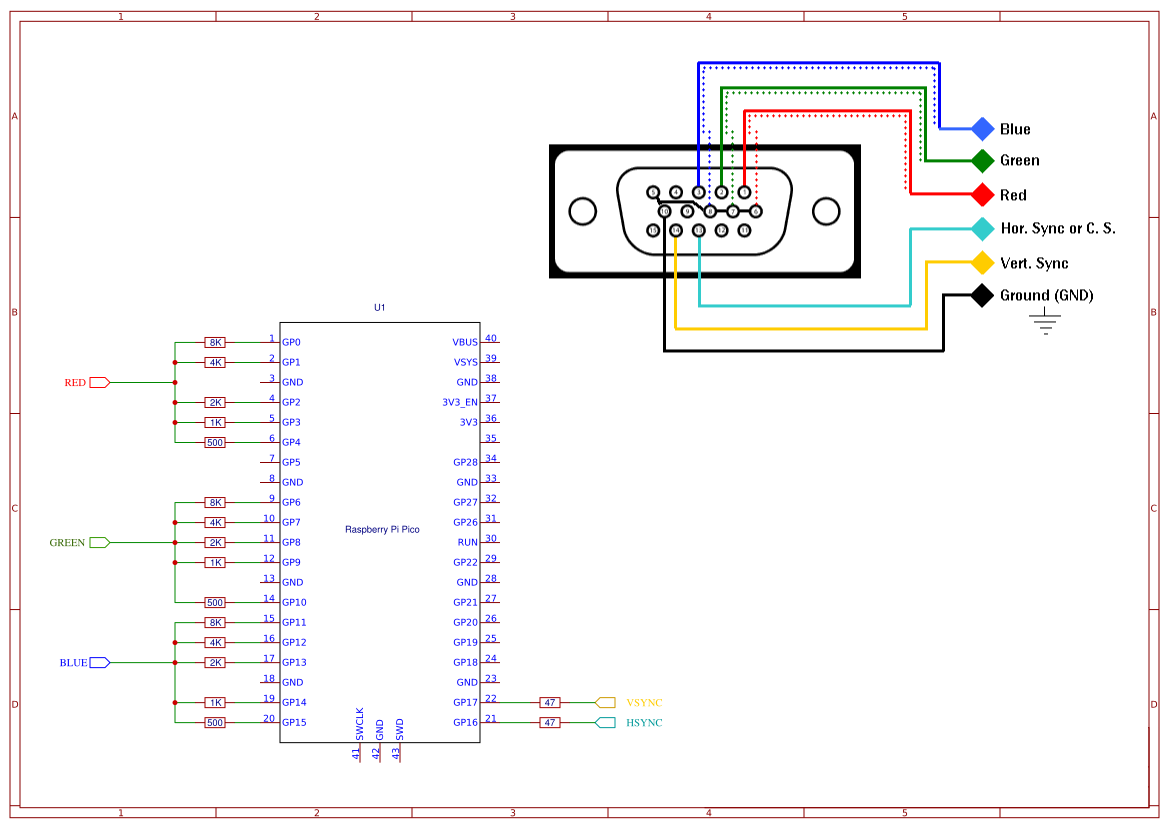 1 2 3 4 5
A A
Blue
Green
Red
5 4 3 2 1
10 9 8 7 6
15 14 13 12 11
Hor. Sync or C. S.
Vert. Sync
Ground (GND)
B B
U1
8K 1 GP0 VBUS 40
4K 2 GP1 VSYS 39
RED 3 GND GND 38
2K 4 GP2 3V3_EN 37
1K 5 GP3 3V3 36
500 6 GP4 35
7 GP5 GP28 34
8 GND GND 33
C 8K 9 GP6 GP27 32 C
4K 10 GP7 GP26 31
Raspberry Pi Pico
GREEN 2K 11 GP8 RUN 30
1K 12 GP9 GP22 29
13 GND GND 28
500 14 GP10 GP21 27
8K 15 GP11 GP20 26
4K 16 GP12 GP19 25
BLUE 2K 17 GP13 GP18 24
18 GND GND 23
D 1K 19 GP14 GP17 22 47 VSYNC D
500 20 GP15 GP16 21 47 HSYNC
SWCLK GND SWD
41 42 43
1 2 3 4 5